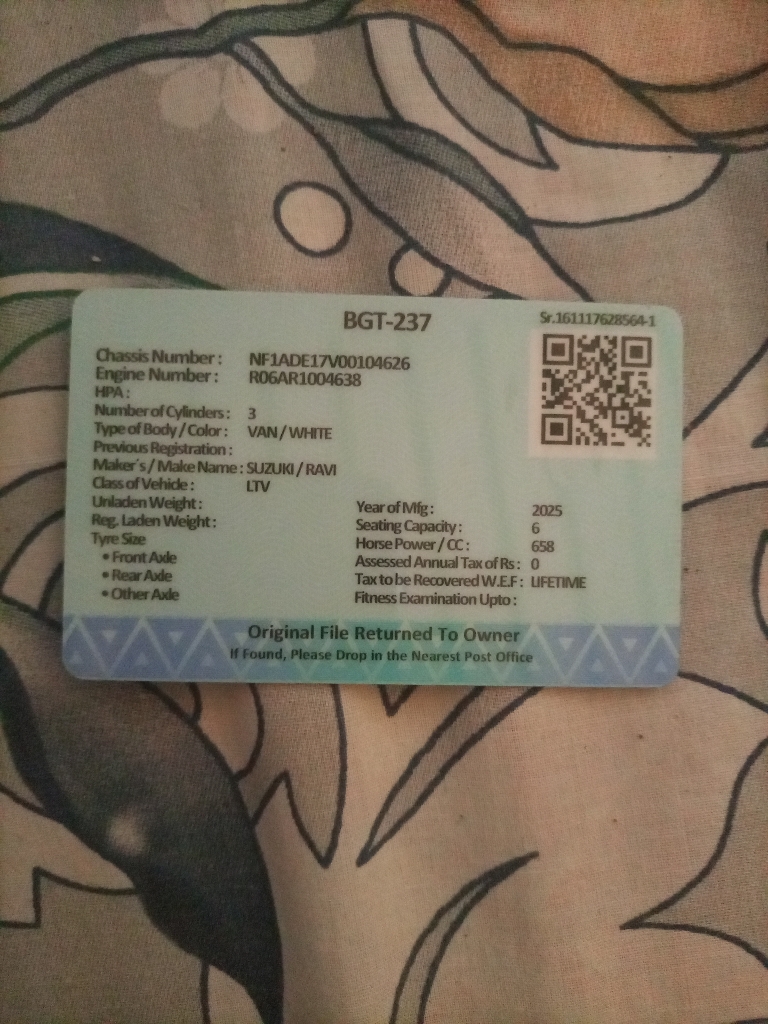 BGT-237
Sr.161117628564-1
Chassis Number : NF1ADE17V00104626
Engine Number : R06AR1004638
HPA :
Number of Cylinders : 3
Type of Body / Color : VAN / WHITE
Previous Registration :
Maker's / Make Name : SUZUKI / RAVI
Class of Vehicle : LTV
Unladen Weight :
Reg. Laden Weight :
Tyre Size
• Front Axle
• Rear Axle
• Other Axle
Year of Mfg : 2025
Seating Capacity : 6
Horse Power / CC : 658
Assessed Annual Tax of Rs : 0
Tax to be Recovered W.E.F : LIFETIME
Fitness Examination Upto :
Original File Returned To Owner
If Found, Please Drop in the Nearest Post Office